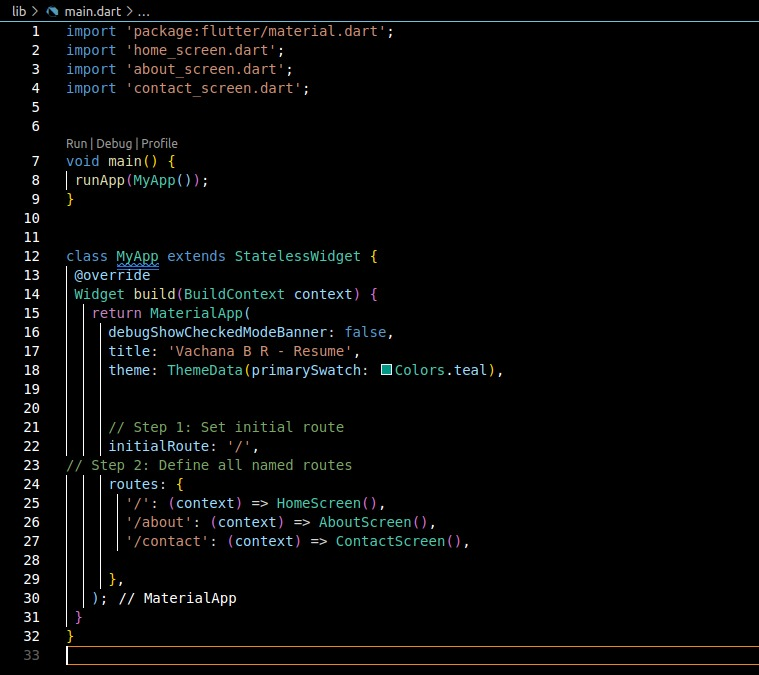 lib > main.dart > ...
1 import 'package:flutter/material.dart';
2 import 'home_screen.dart';
3 import 'about_screen.dart';
4 import 'contact_screen.dart';
5
6
Run | Debug | Profile
7 void main() {
8 runApp(MyApp());
9 }
10
11
12 class MyApp extends StatelessWidget {
13 @override
14 Widget build(BuildContext context) {
15 return MaterialApp(
16 debugShowCheckedModeBanner: false,
17 title: 'Vachana B R - Resume',
18 theme: ThemeData(primarySwatch: Colors.teal),
19
20
21 // Step 1: Set initial route
22 initialRoute: '/',
23 // Step 2: Define all named routes
24 routes: {
25 '/': (context) => HomeScreen(),
26 '/about': (context) => AboutScreen(),
27 '/contact': (context) => ContactScreen(),
28
29 },
30 ); // MaterialApp
31 }
32 }
33